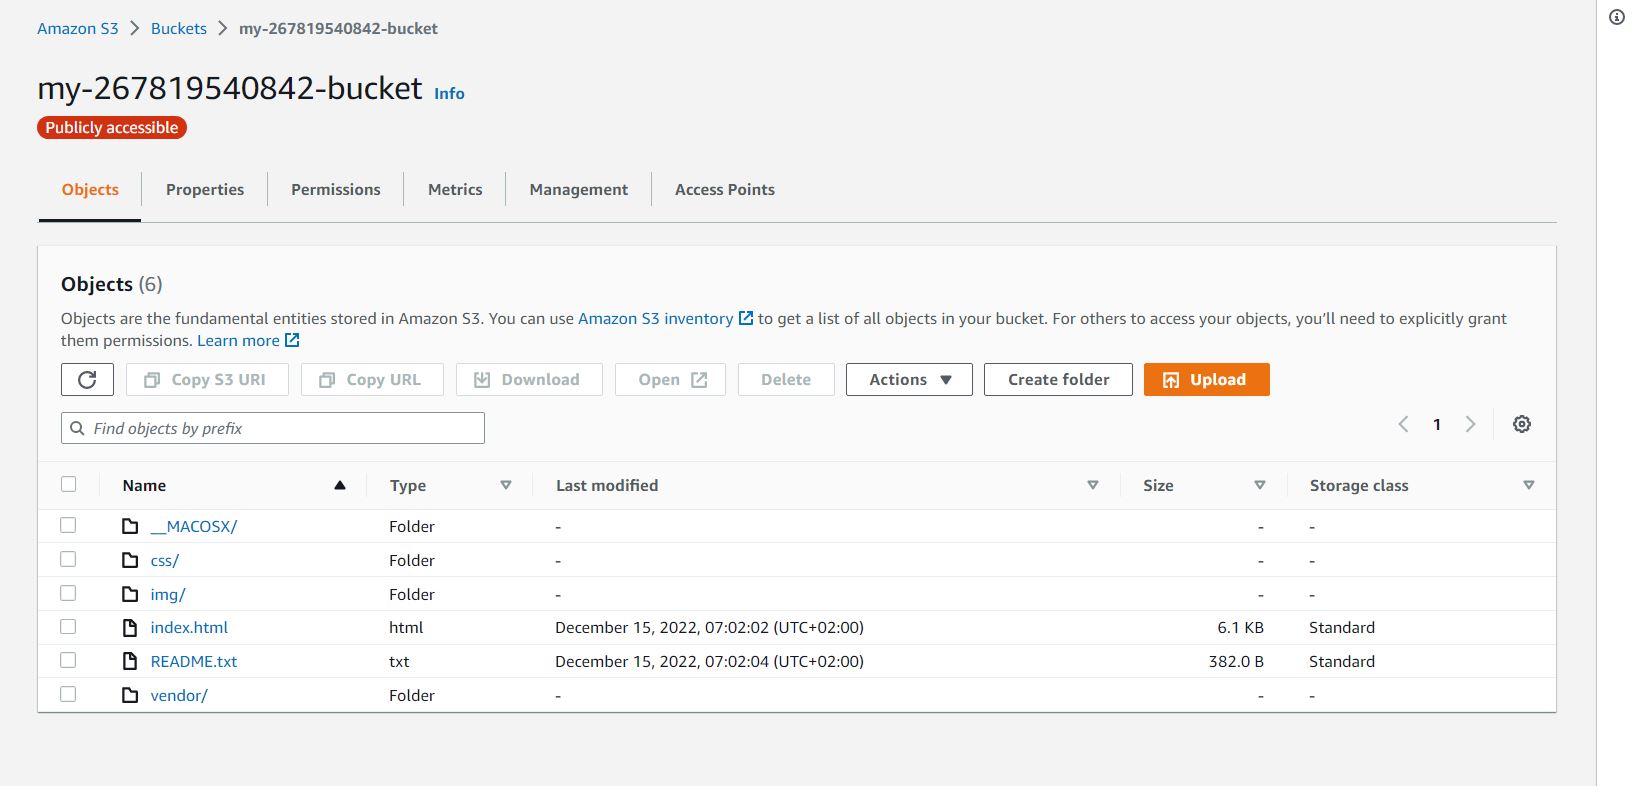 Amazon S3 > Buckets > my-267819540842-bucket
my-267819540842-bucket Info
Publicly accessible
Objects Properties Permissions Metrics Management Access Points
Objects (6)
Objects are the fundamental entities stored in Amazon S3. You can use Amazon S3 inventory to get a list of all objects in your bucket. For others to access your objects, you’ll need to explicitly grant
them permissions. Learn more
Copy S3 URI Copy URL Download Open Delete Actions Create folder Upload
Find objects by prefix 1
Name Type Last modified Size Storage class
__MACOSX/ Folder - - -
css/ Folder - - -
img/ Folder - - -
index.html html December 15, 2022, 07:02:02 (UTC+02:00) 6.1 KB Standard
README.txt txt December 15, 2022, 07:02:04 (UTC+02:00) 382.0 B Standard
vendor/ Folder - - -